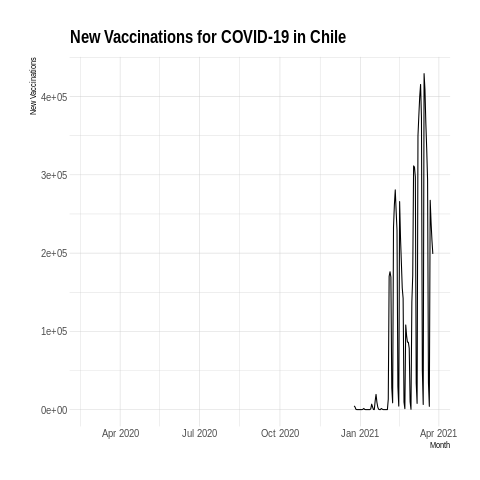 New Vaccinations for COVID-19 in Chile
New Vaccinations
4e+05
3e+05
2e+05
1e+05
0e+00
Apr 2020 Jul 2020 Oct 2020 Jan 2021 Apr 2021
Month